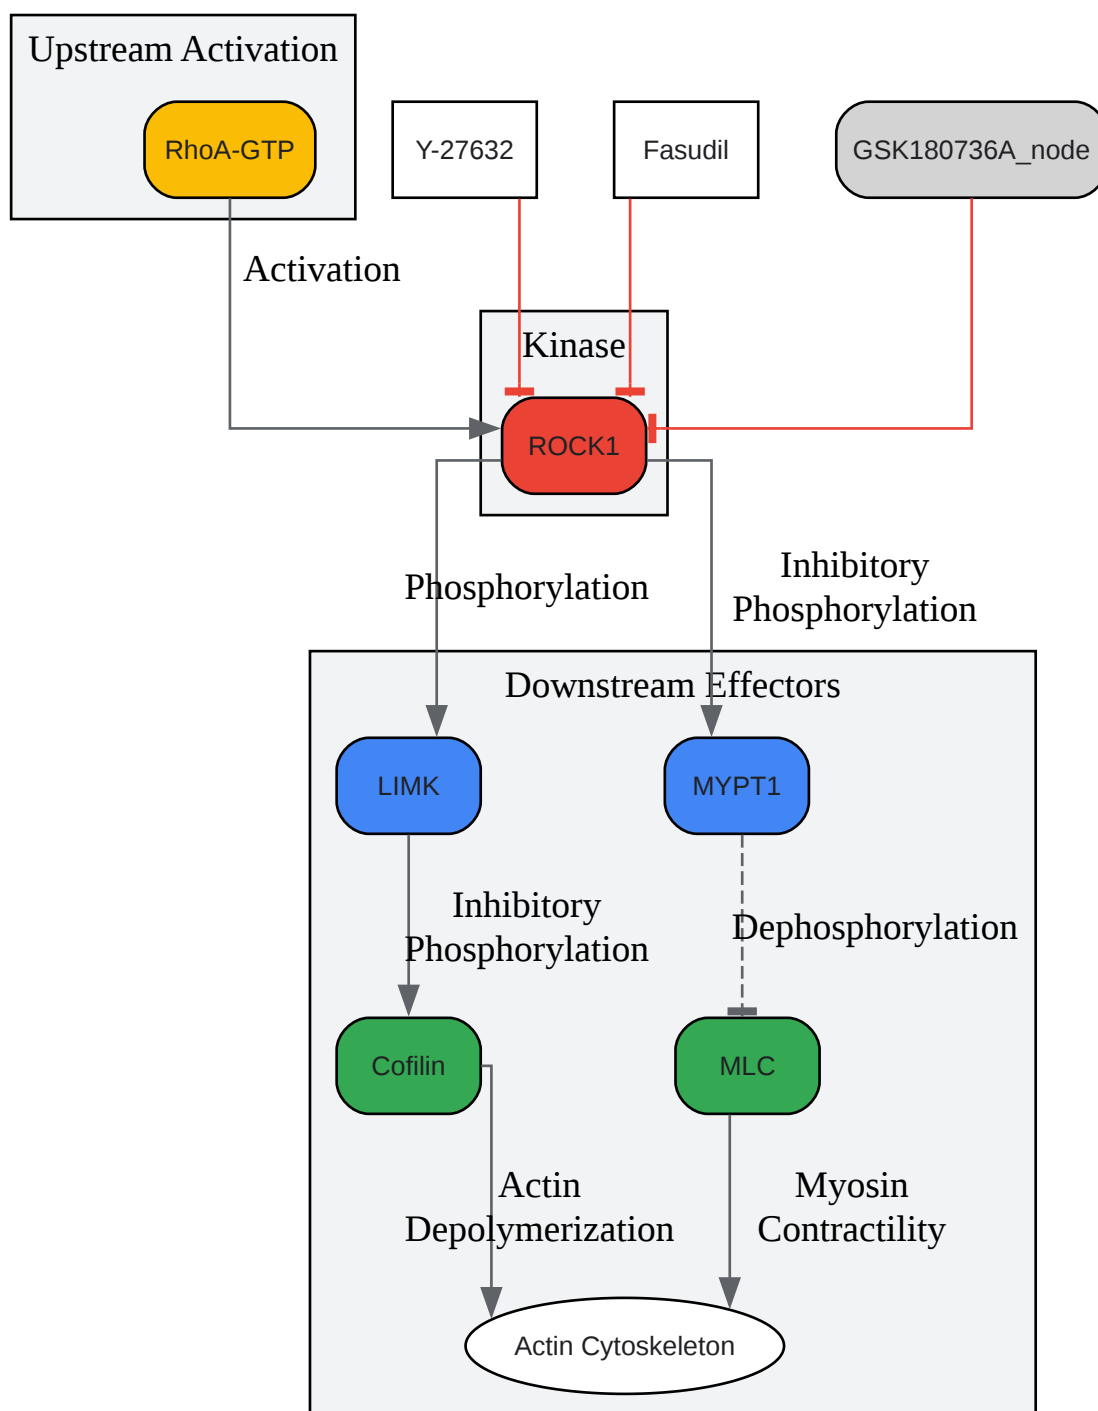 Upstream Activation
RhoA-GTP
Y-27632
Fasudil
GSK180736A_node
Activation
Kinase
ROCK1
Phosphorylation
Inhibitory
Phosphorylation
Downstream Effectors
LIMK
MYPT1
Inhibitory
Phosphorylation
Dephosphorylation
Cofilin
MLC
Actin
Depolymerization
Myosin
Contractility
Actin Cytoskeleton